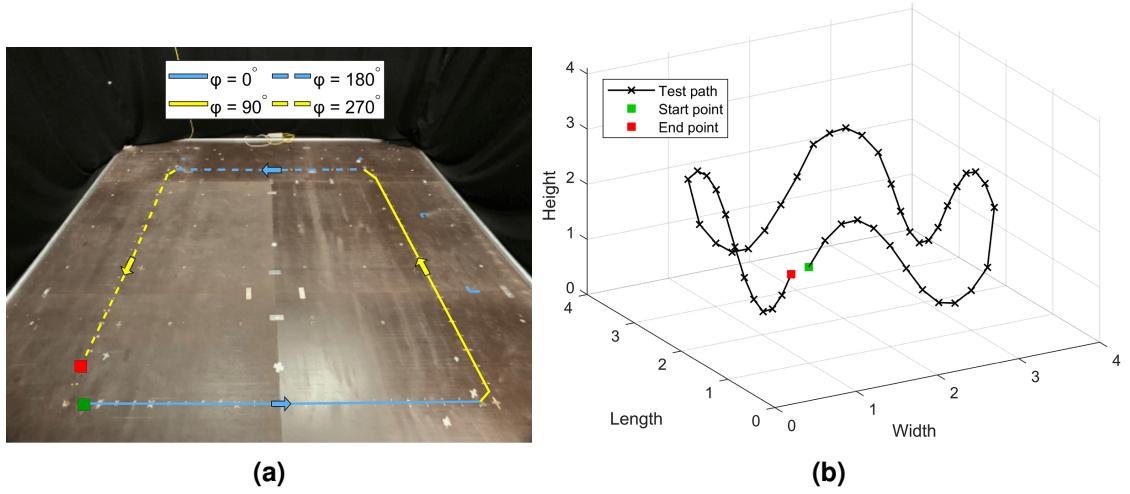 φ = 0° φ = 180°
φ = 90° φ = 270°
(a)
4
3
2
1
0
Height
Test path
Start point
End point
4
3
2
1
0
Length
0
1
2
3
4
Width
(b)